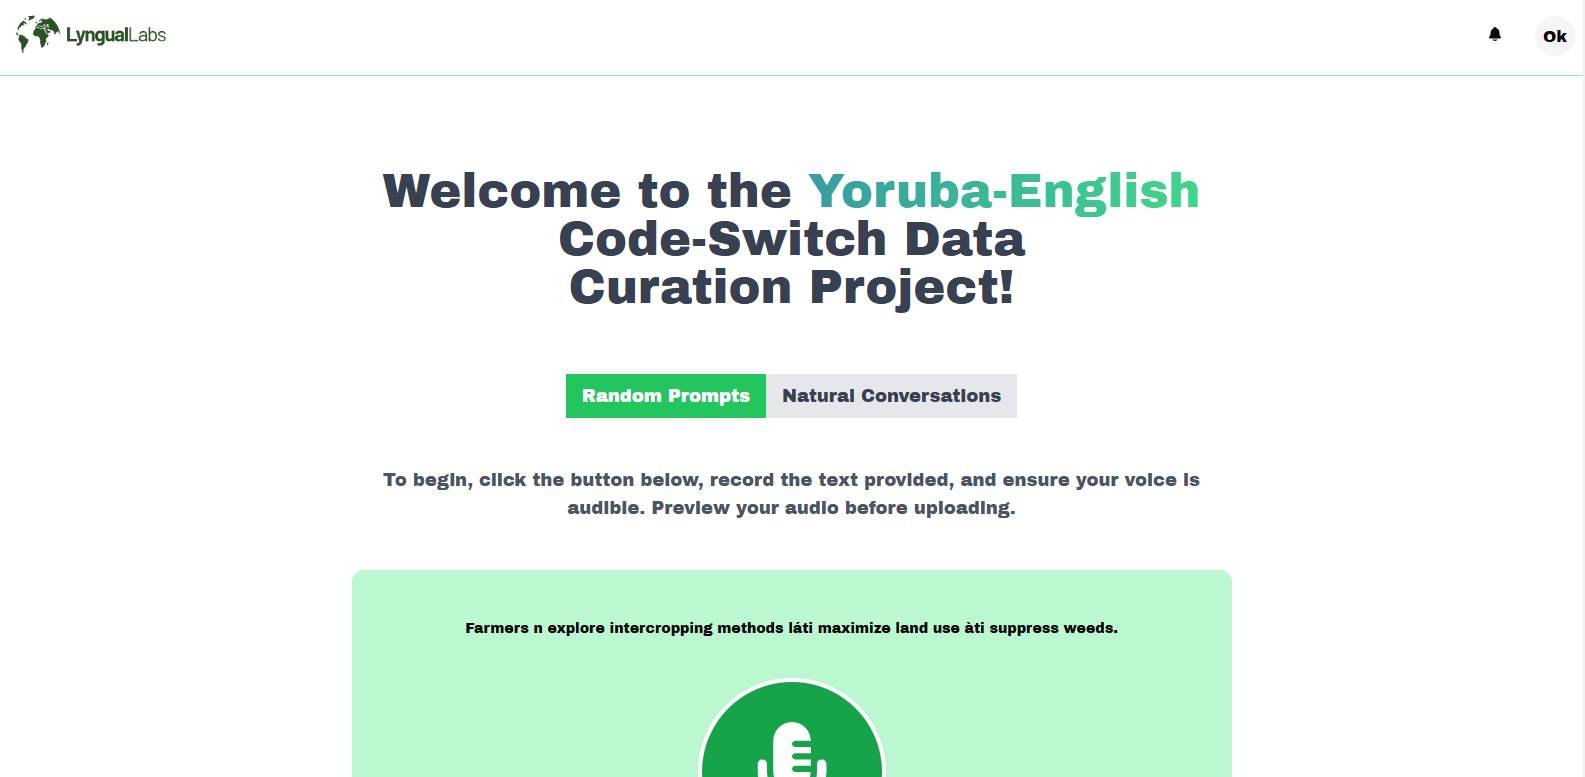 LyngualLabs
Ok
Welcome to the Yoruba-English
Code-Switch Data
Curation Project!
Random Prompts
Natural Conversations
To begin, click the button below, record the text provided, and ensure your voice is
audible. Preview your audio before uploading.
Farmers n explore intercropping methods láti maximize land use àti suppress weeds.